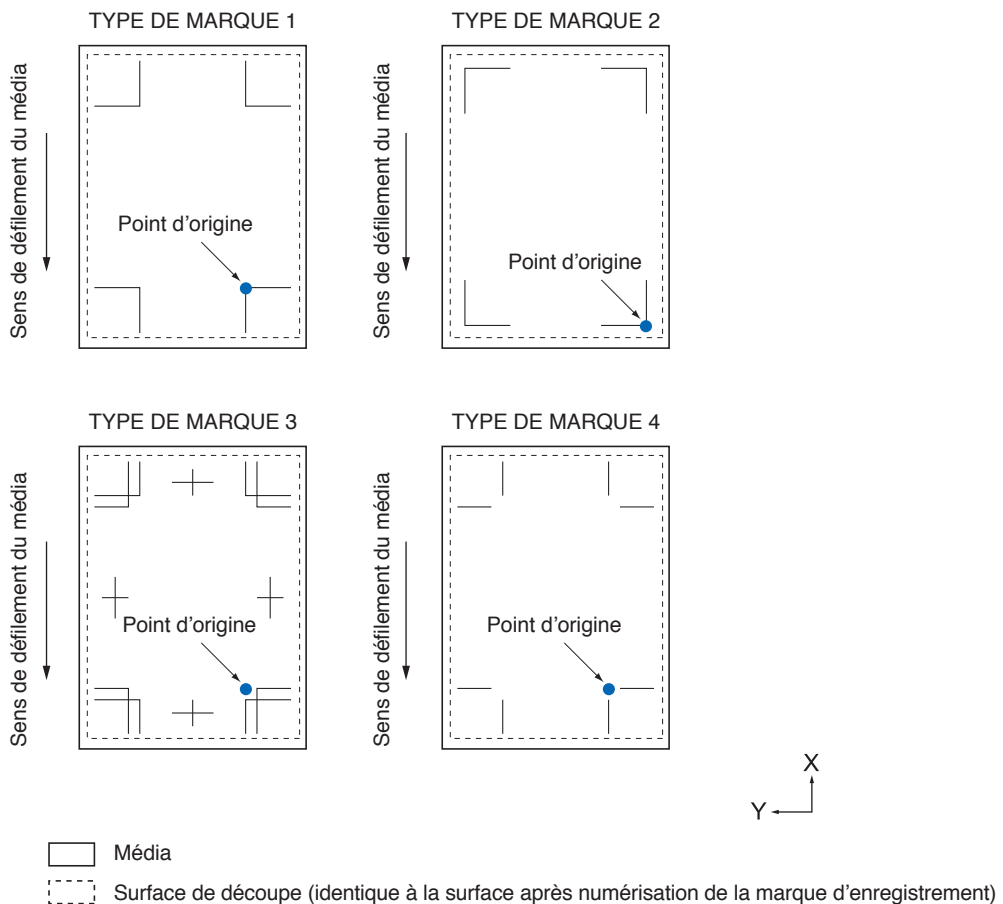 TYPE DE MARQUE 1
TYPE DE MARQUE 2
Sens de défilement du média
Point d'origine
Sens de défilement du média
Point d'origine
TYPE DE MARQUE 3
TYPE DE MARQUE 4
Sens de défilement du média
Point d'origine
Sens de défilement du média
Point d'origine
X
Y
Média
Surface de découpe (identique à la surface après numérisation de la marque d'enregistrement)